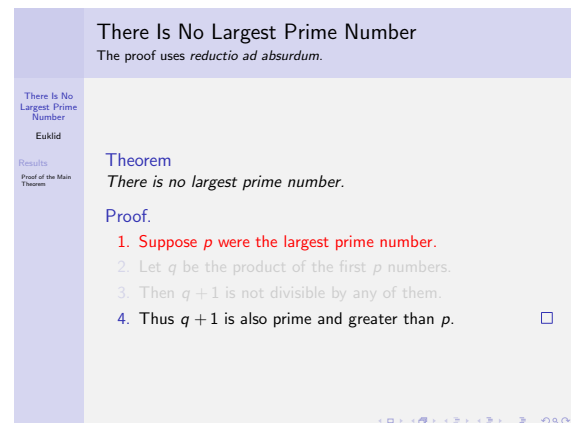 There Is No Largest Prime Number
The proof uses reductio ad absurdum.
There Is No
Largest Prime
Number
Euklid
Results
Proof of the Main
Theorem
Theorem
There is no largest prime number.
Proof.
1. Suppose p were the largest prime number.
2. Let q be the product of the first p numbers.
3. Then q + 1 is not divisible by any of them.
4. Thus q + 1 is also prime and greater than p. □